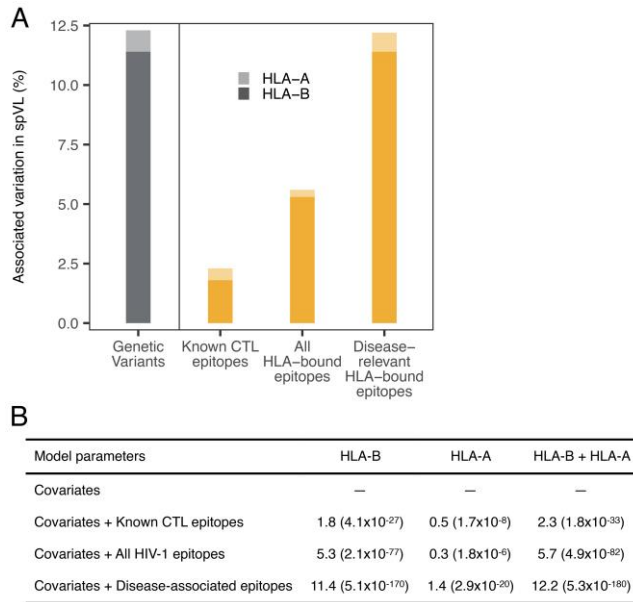 A
Associated variation in spVL (%)
12.5
10.0
7.5
5.0
2.5
0.0
HLA−A
HLA−B
Genetic
Variants
Known CTL
epitopes
All
HLA−bound
epitopes
Disease−
relevant
HLA−bound
epitopes
B
Model parameters HLA-B HLA-A HLA-B + HLA-A
Covariates — — —
Covariates + Known CTL epitopes 1.8 (4.1x10⁻²⁷) 0.5 (1.7x10⁻⁸) 2.3 (1.8x10⁻³³)
Covariates + All HIV-1 epitopes 5.3 (2.1x10⁻⁷⁷) 0.3 (1.8x10⁻⁶) 5.7 (4.9x10⁻⁸²)
Covariates + Disease-associated epitopes 11.4 (5.1x10⁻¹⁷⁰) 1.4 (2.9x10⁻²⁰) 12.2 (5.3x10⁻¹⁸⁰)